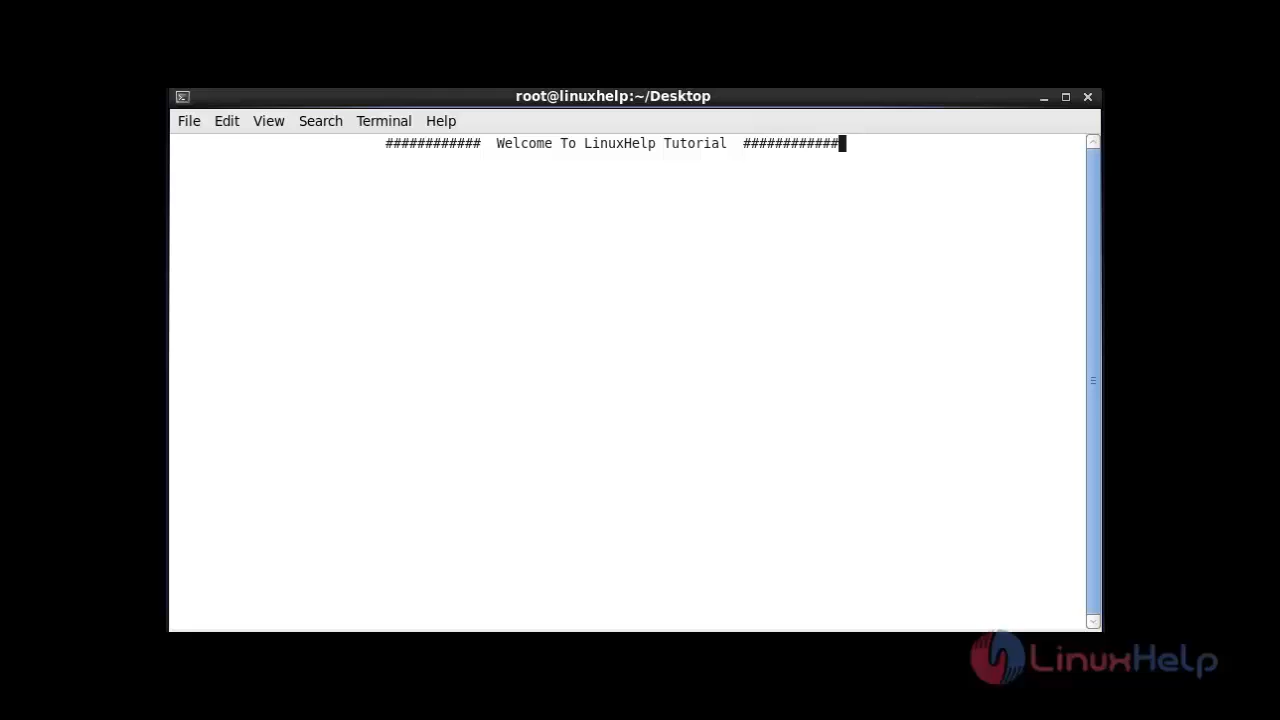 root@linuxhelp:~/Desktop
File Edit View Search Terminal Help
############  Welcome To LinuxHelp Tutorial  ############
LinuxHelp